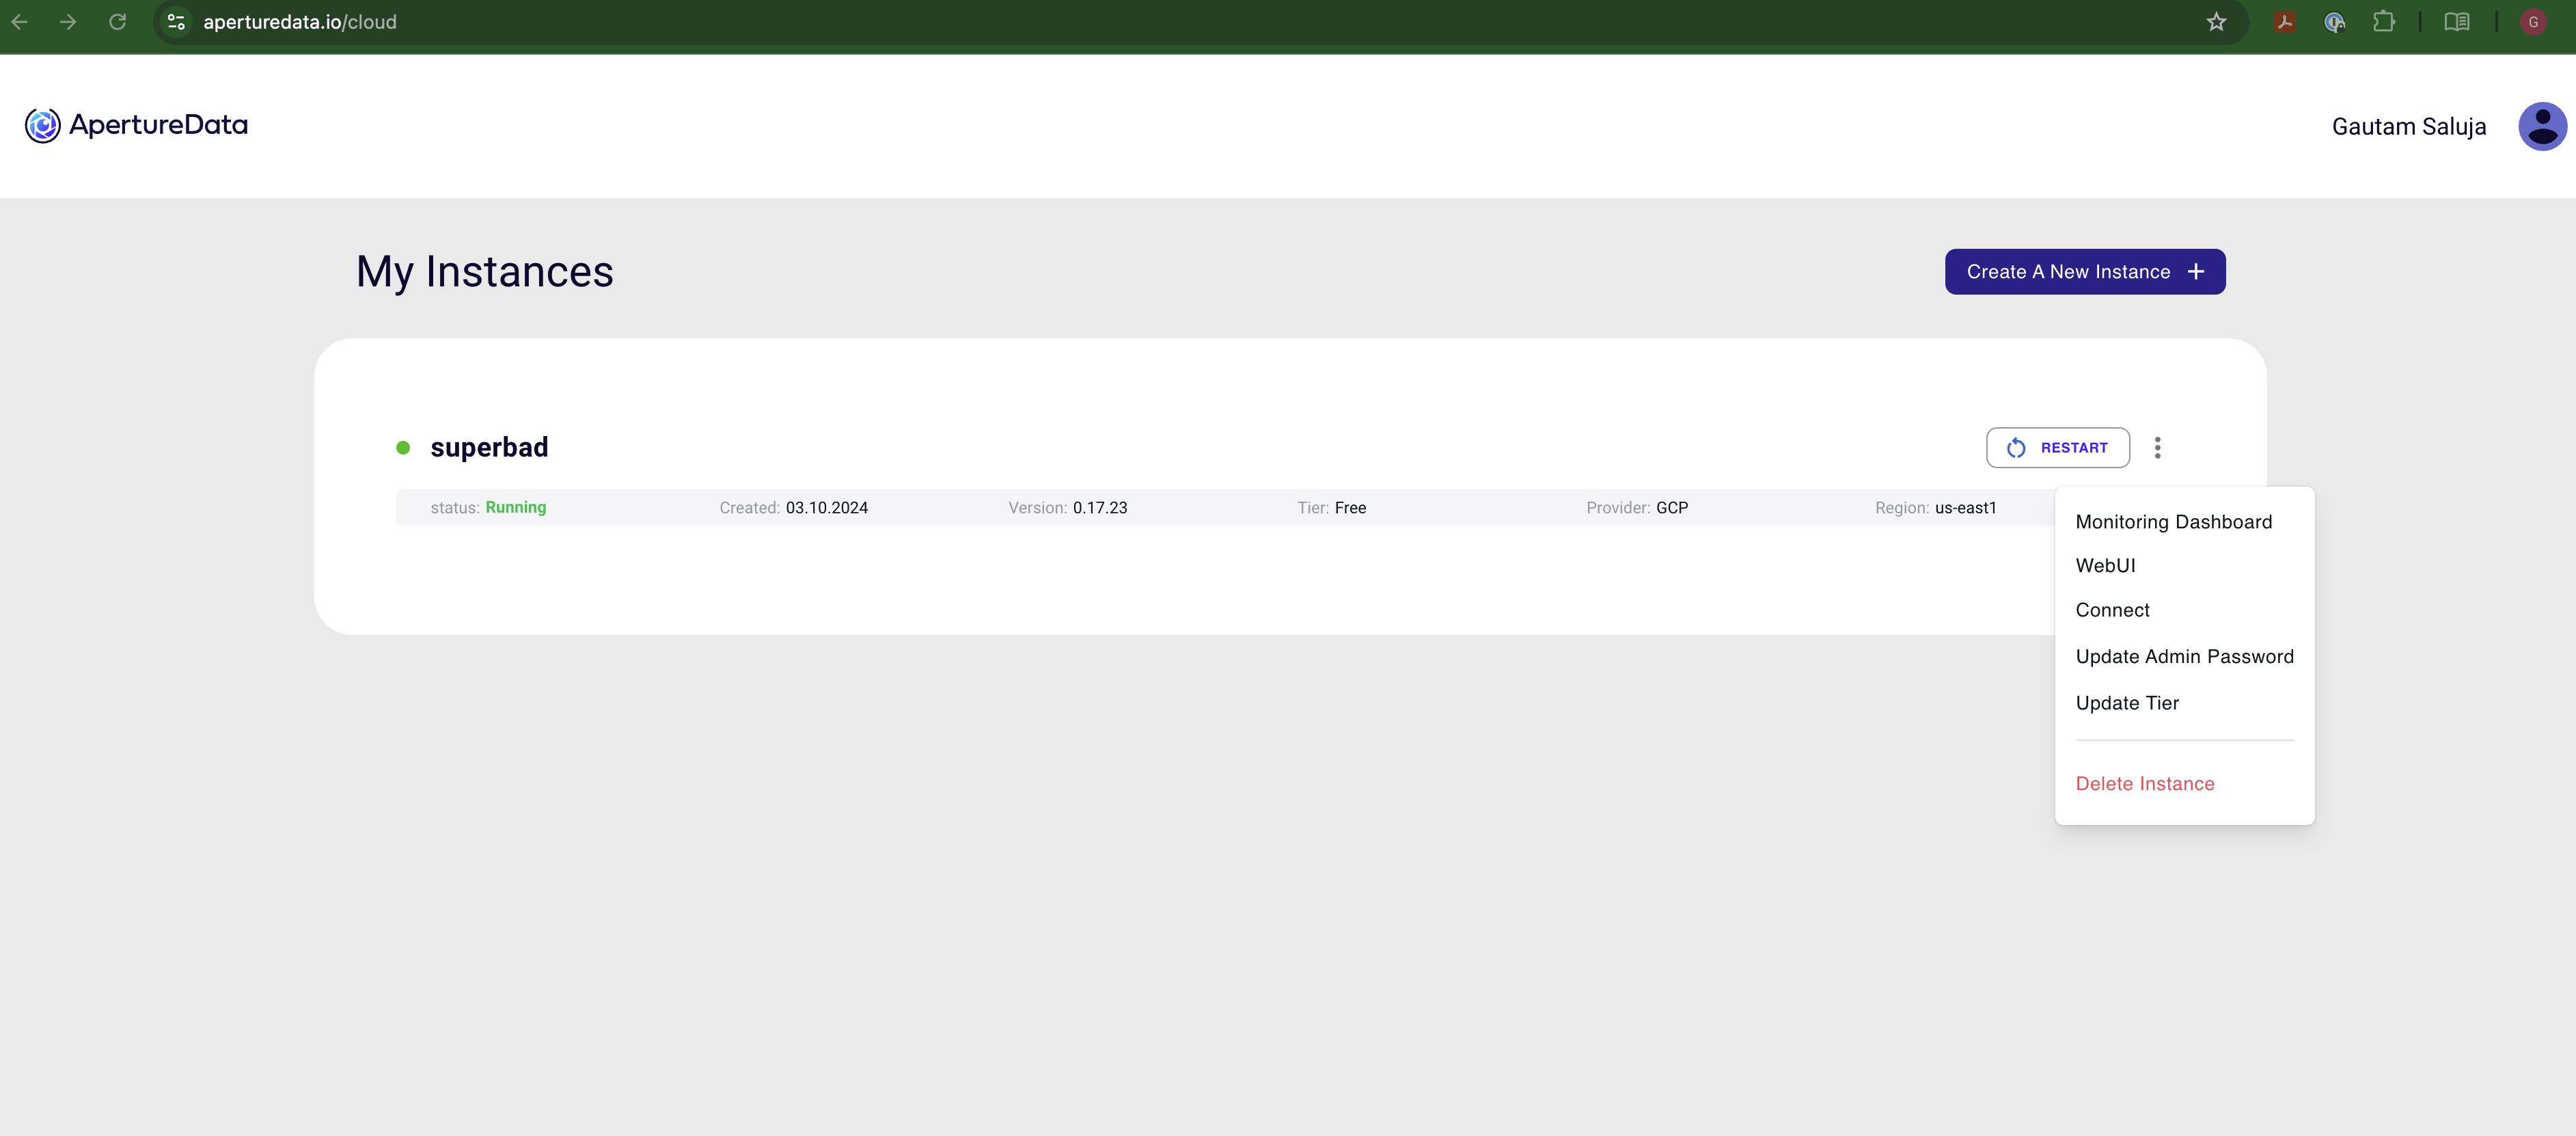 aperturedata.io/cloud
G
ApertureData
Gautam Saluja
My Instances
Create A New Instance +
superbad
RESTART
status: Running Created: 03.10.2024 Version: 0.17.23 Tier: Free Provider: GCP Region: us-east1
Monitoring Dashboard
WebUI
Connect
Update Admin Password
Update Tier
Delete Instance